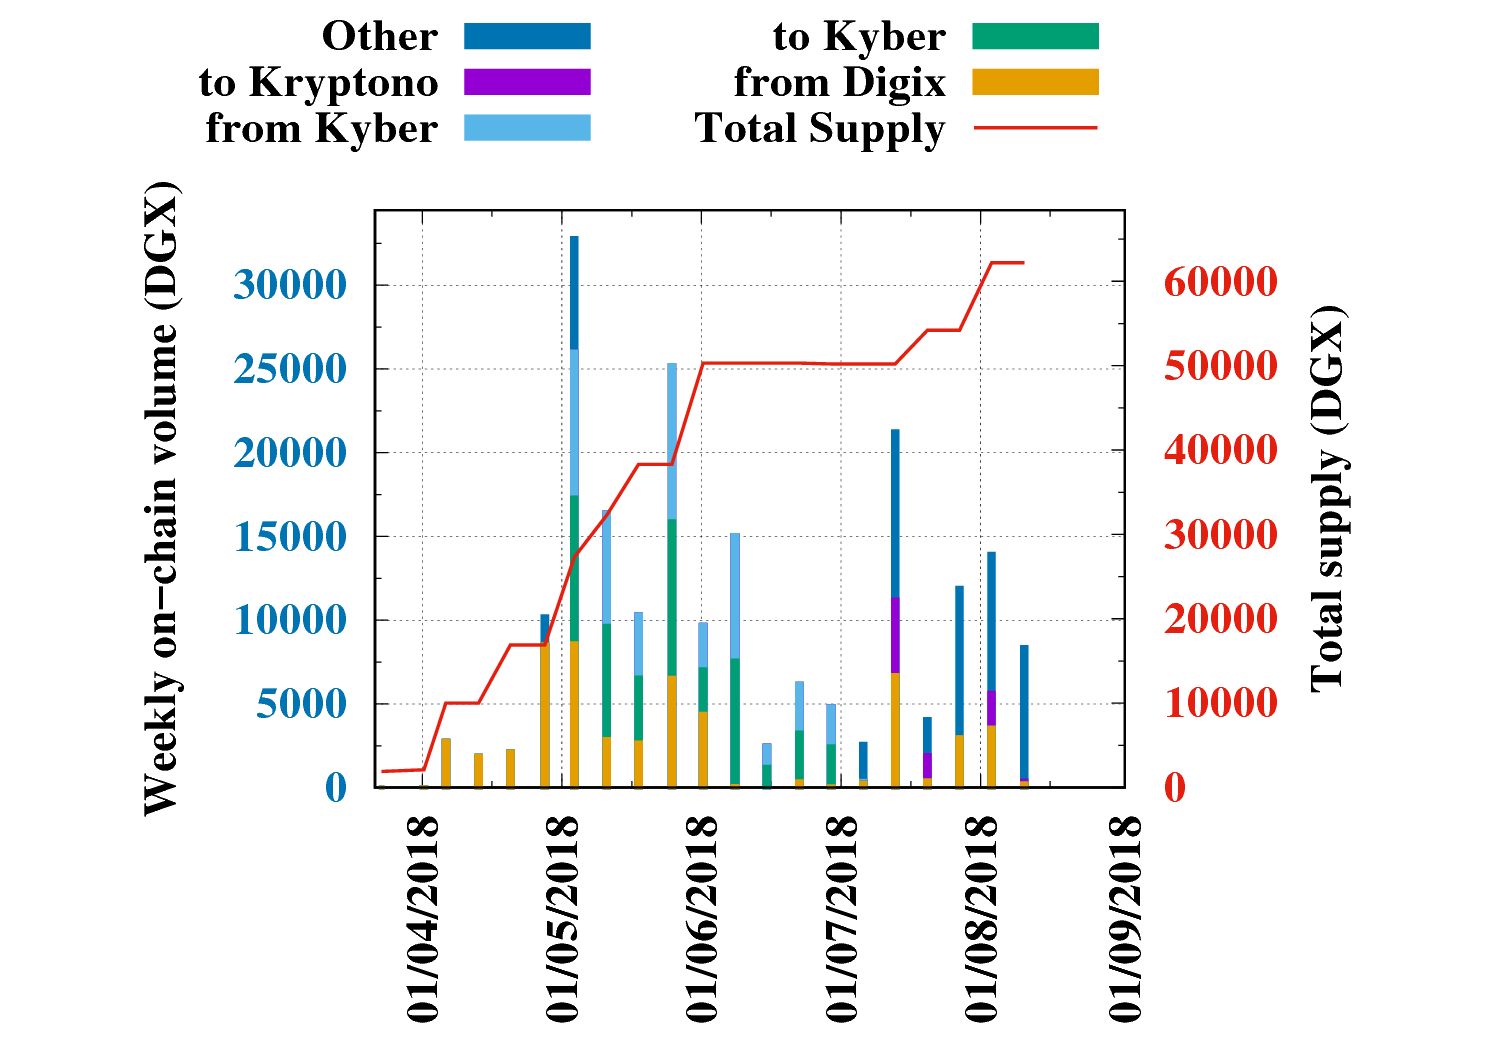 Other
to Kryptono
from Kyber
to Kyber
from Digix
Total Supply
Weekly on−chain volume (DGX)
30000
25000
20000
15000
10000
5000
0
60000
50000
40000
30000
20000
10000
0
Total supply (DGX)
01/04/2018
01/05/2018
01/06/2018
01/07/2018
01/08/2018
01/09/2018